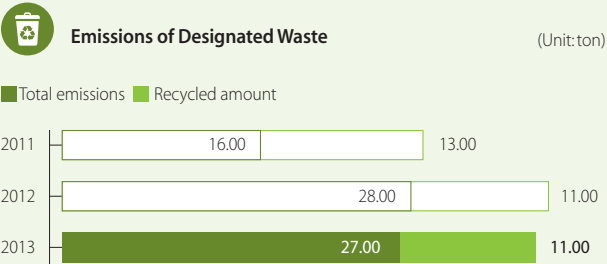 Emissions of Designated Waste
(Unit:ton)
Total emissions Recycled amount
2011 16.00 13.00
2012 28.00 11.00
2013 27.00 11.00